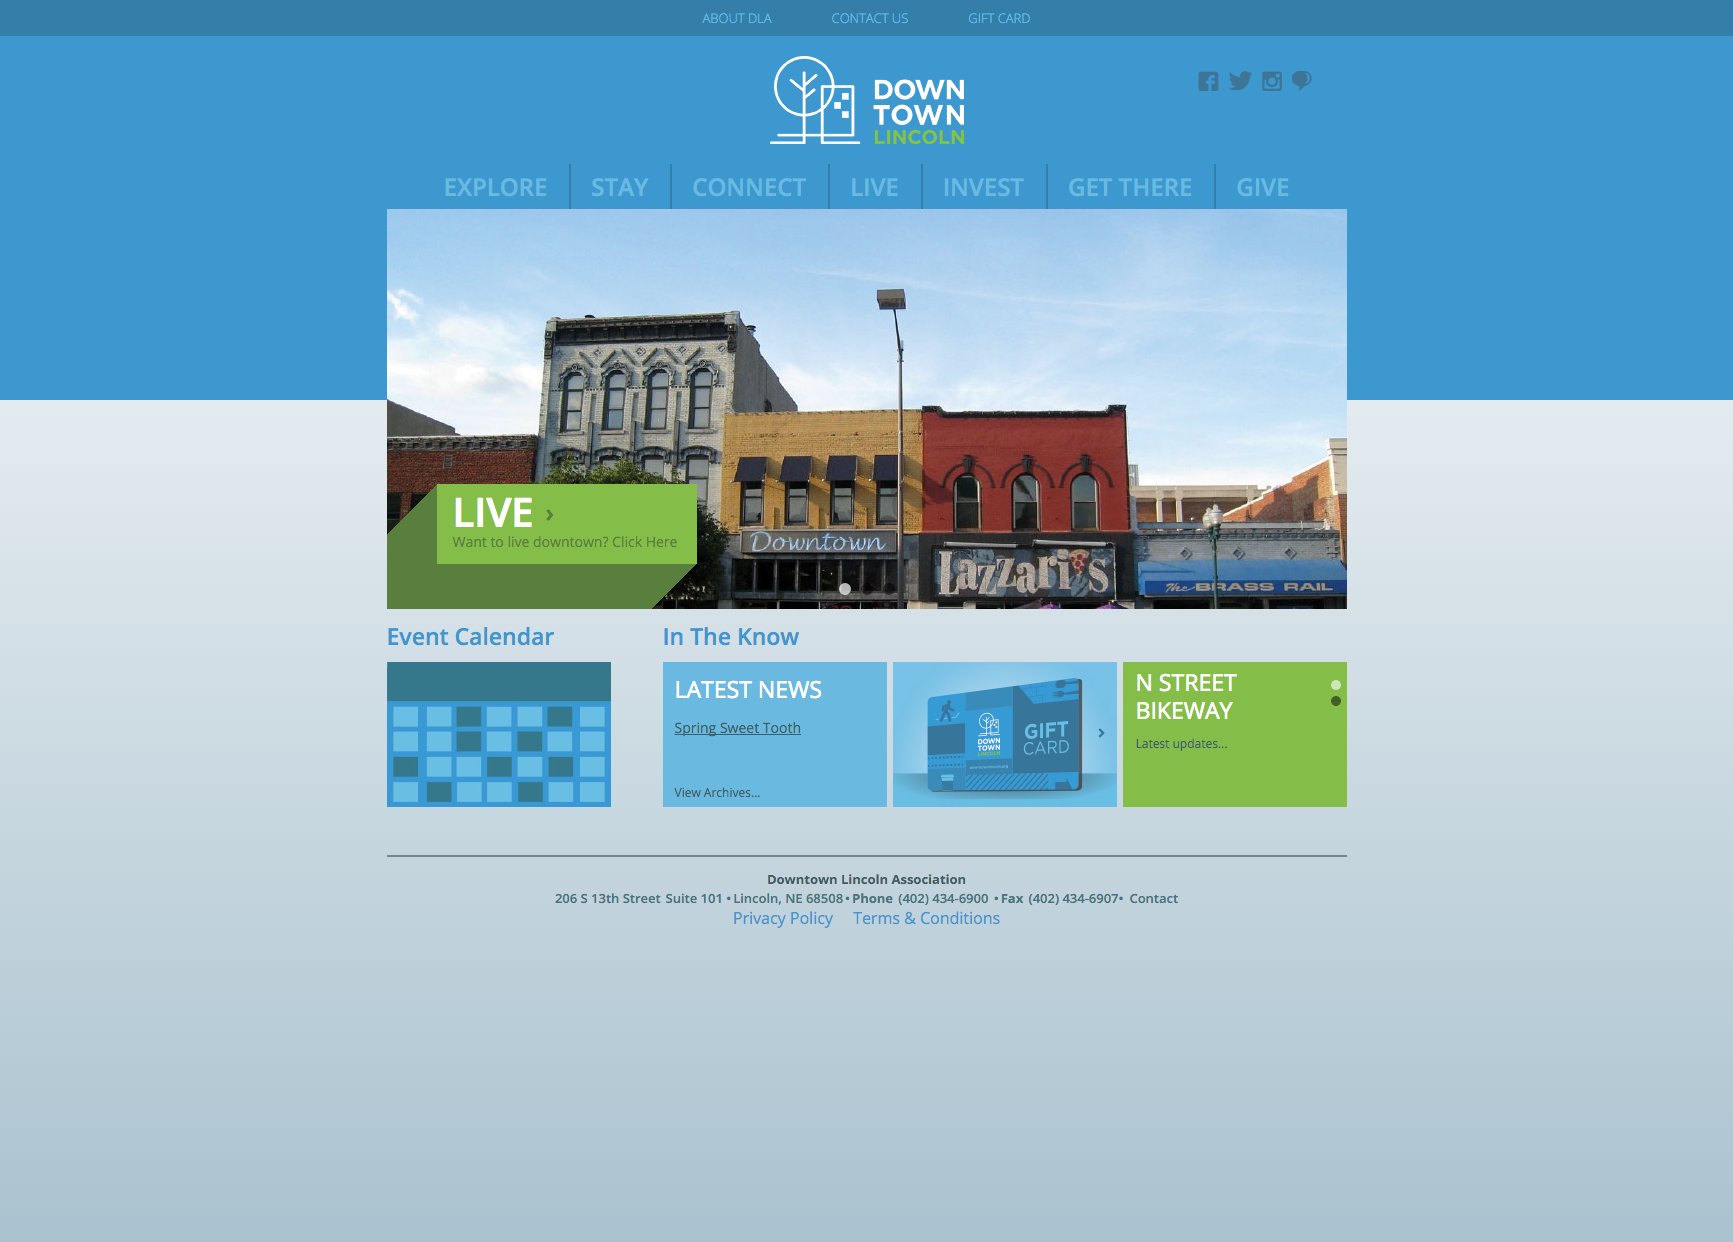 ABOUT DLA
CONTACT US
GIFT CARD
DOWN
TOWN
LINCOLN
EXPLORE
STAY
CONNECT
LIVE
INVEST
GET THERE
GIVE
Downtown
Lazzari's
The BRASS RAIL
LIVE ›
Want to live downtown? Click Here
Event Calendar
In The Know
LATEST NEWS
Spring Sweet Tooth
View Archives...
DOWN
TOWN
LINCOLN
GIFT
CARD
N STREET
BIKEWAY
Latest updates...
Downtown Lincoln Association
206 S 13th Street Suite 101 • Lincoln, NE 68508 • Phone (402) 434-6900 • Fax (402) 434-6907• Contact
Privacy Policy Terms & Conditions